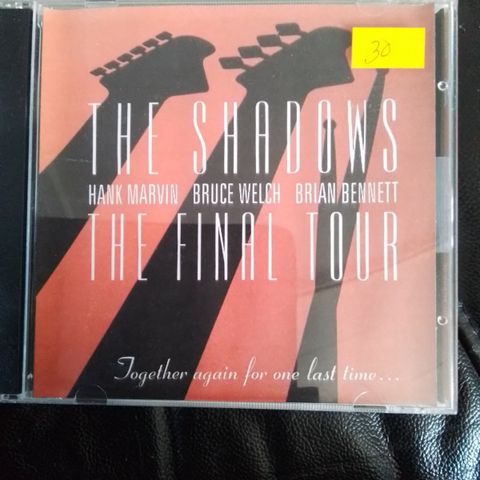 30
THE SHADOWS
HANK MARVIN BRUCE WELCH BRIAN BENNETT
THE FINAL TOUR
Together again for one last time...